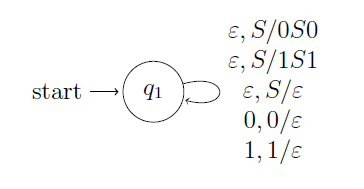 ε, S/0S0
ε, S/1S1
start q₁ ε, S/ε
0, 0/ε
1, 1/ε